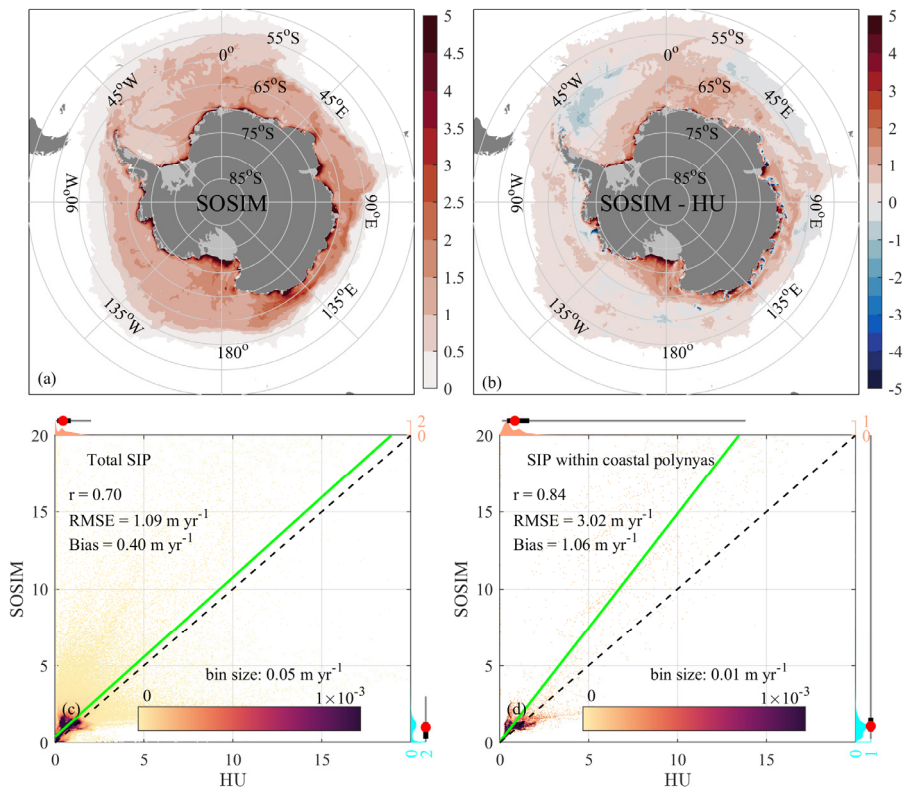 55°S
0°
45°W
65°S
45°E
75°S
85°S
90°W
SOSIM
90°E
135°W
135°E
180°
(a)
5
4.5
4
3.5
3
2.5
2
1.5
1
0.5
0
55°S
0°
45°W
65°S
45°E
75°S
85°S
90°W
SOSIM - HU
90°E
135°W
135°E
180°
(b)
5
4
3
2
1
0
-1
-2
-3
-4
-5
2
0
20
Total SIP
r = 0.70
RMSE = 1.09 m yr⁻¹
Bias = 0.40 m yr⁻¹
15
10
5
0
SOSIM
bin size: 0.05 m yr⁻¹
0
1×10⁻³
(c)
0 5 10 15
0 2
HU
1
0
20
SIP within coastal polynyas
r = 0.84
RMSE = 3.02 m yr⁻¹
Bias = 1.06 m yr⁻¹
15
10
5
0
SOSIM
bin size: 0.01 m yr⁻¹
0
1×10⁻³
(d)
0 5 10 15
0 1
HU